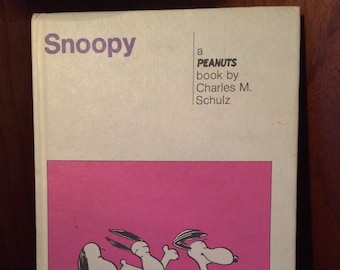 Snoopy
a
PEANUTS
book by
Charles M.
Schulz